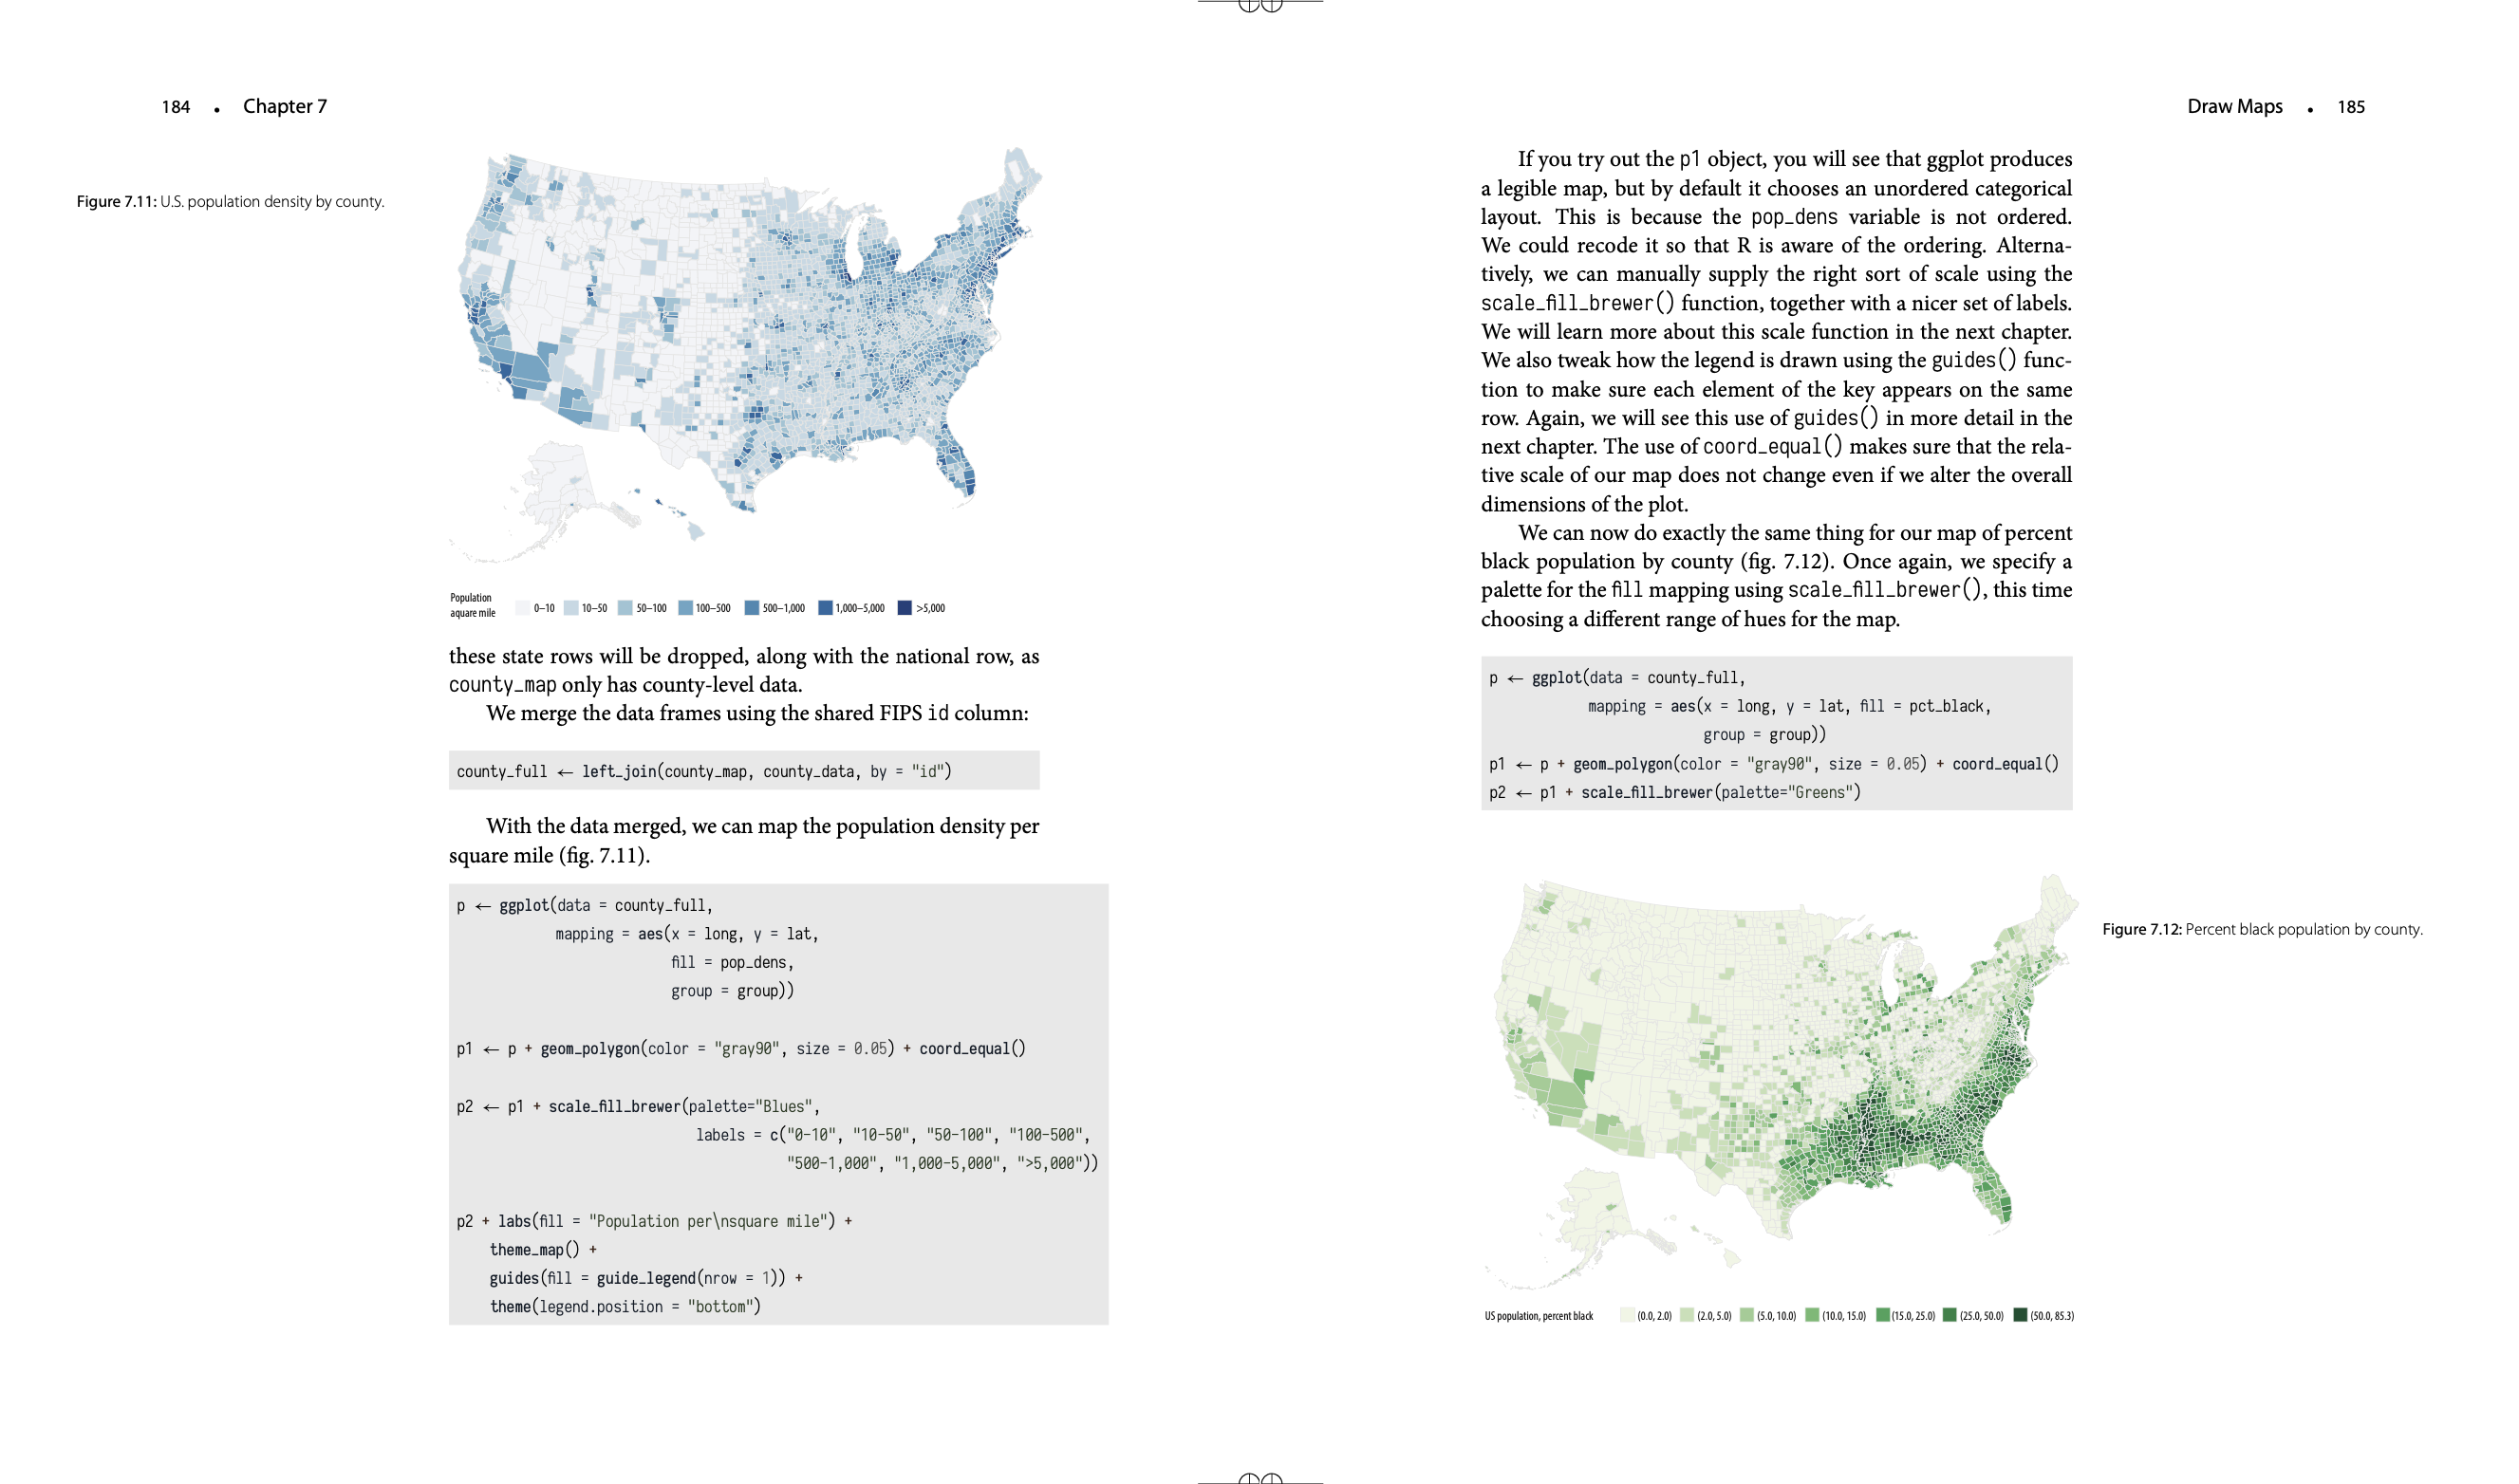 184 • Chapter 7
Figure 7.11: U.S. population density by county.
Population
aquare mile
0–10 10–50 50–100 100–500 500–1,000 1,000–5,000 >5,000
these state rows will be dropped, along with the national row, as
county_map only has county-level data.
We merge the data frames using the shared FIPS id column:
county_full ← left_join(county_map, county_data, by = "id")
With the data merged, we can map the population density per
square mile (fig. 7.11).
p ← ggplot(data = county_full,
mapping = aes(x = long, y = lat,
fill = pop_dens,
group = group))
p1 ← p + geom_polygon(color = "gray90", size = 0.05) + coord_equal()
p2 ← p1 + scale_fill_brewer(palette="Blues",
labels = c("0-10", "10-50", "50-100", "100-500",
"500-1,000", "1,000-5,000", ">5,000"))
p2 + labs(fill = "Population per\nsquare mile") +
theme_map() +
guides(fill = guide_legend(nrow = 1)) +
theme(legend.position = "bottom")
Draw Maps • 185
If you try out the p1 object, you will see that ggplot produces
a legible map, but by default it chooses an unordered categorical
layout. This is because the pop_dens variable is not ordered.
We could recode it so that R is aware of the ordering. Alterna-
tively, we can manually supply the right sort of scale using the
scale_fill_brewer() function, together with a nicer set of labels.
We will learn more about this scale function in the next chapter.
We also tweak how the legend is drawn using the guides() func-
tion to make sure each element of the key appears on the same
row. Again, we will see this use of guides() in more detail in the
next chapter. The use of coord_equal() makes sure that the rela-
tive scale of our map does not change even if we alter the overall
dimensions of the plot.
We can now do exactly the same thing for our map of percent
black population by county (fig. 7.12). Once again, we specify a
palette for the fill mapping using scale_fill_brewer(), this time
choosing a different range of hues for the map.
p ← ggplot(data = county_full,
mapping = aes(x = long, y = lat, fill = pct_black,
group = group))
p1 ← p + geom_polygon(color = "gray90", size = 0.05) + coord_equal()
p2 ← p1 + scale_fill_brewer(palette="Greens")
Figure 7.12: Percent black population by county.
US population, percent black (0.0, 2.0) (2.0, 5.0) (5.0, 10.0) (10.0, 15.0) (15.0, 25.0) (25.0, 50.0) (50.0, 85.3)